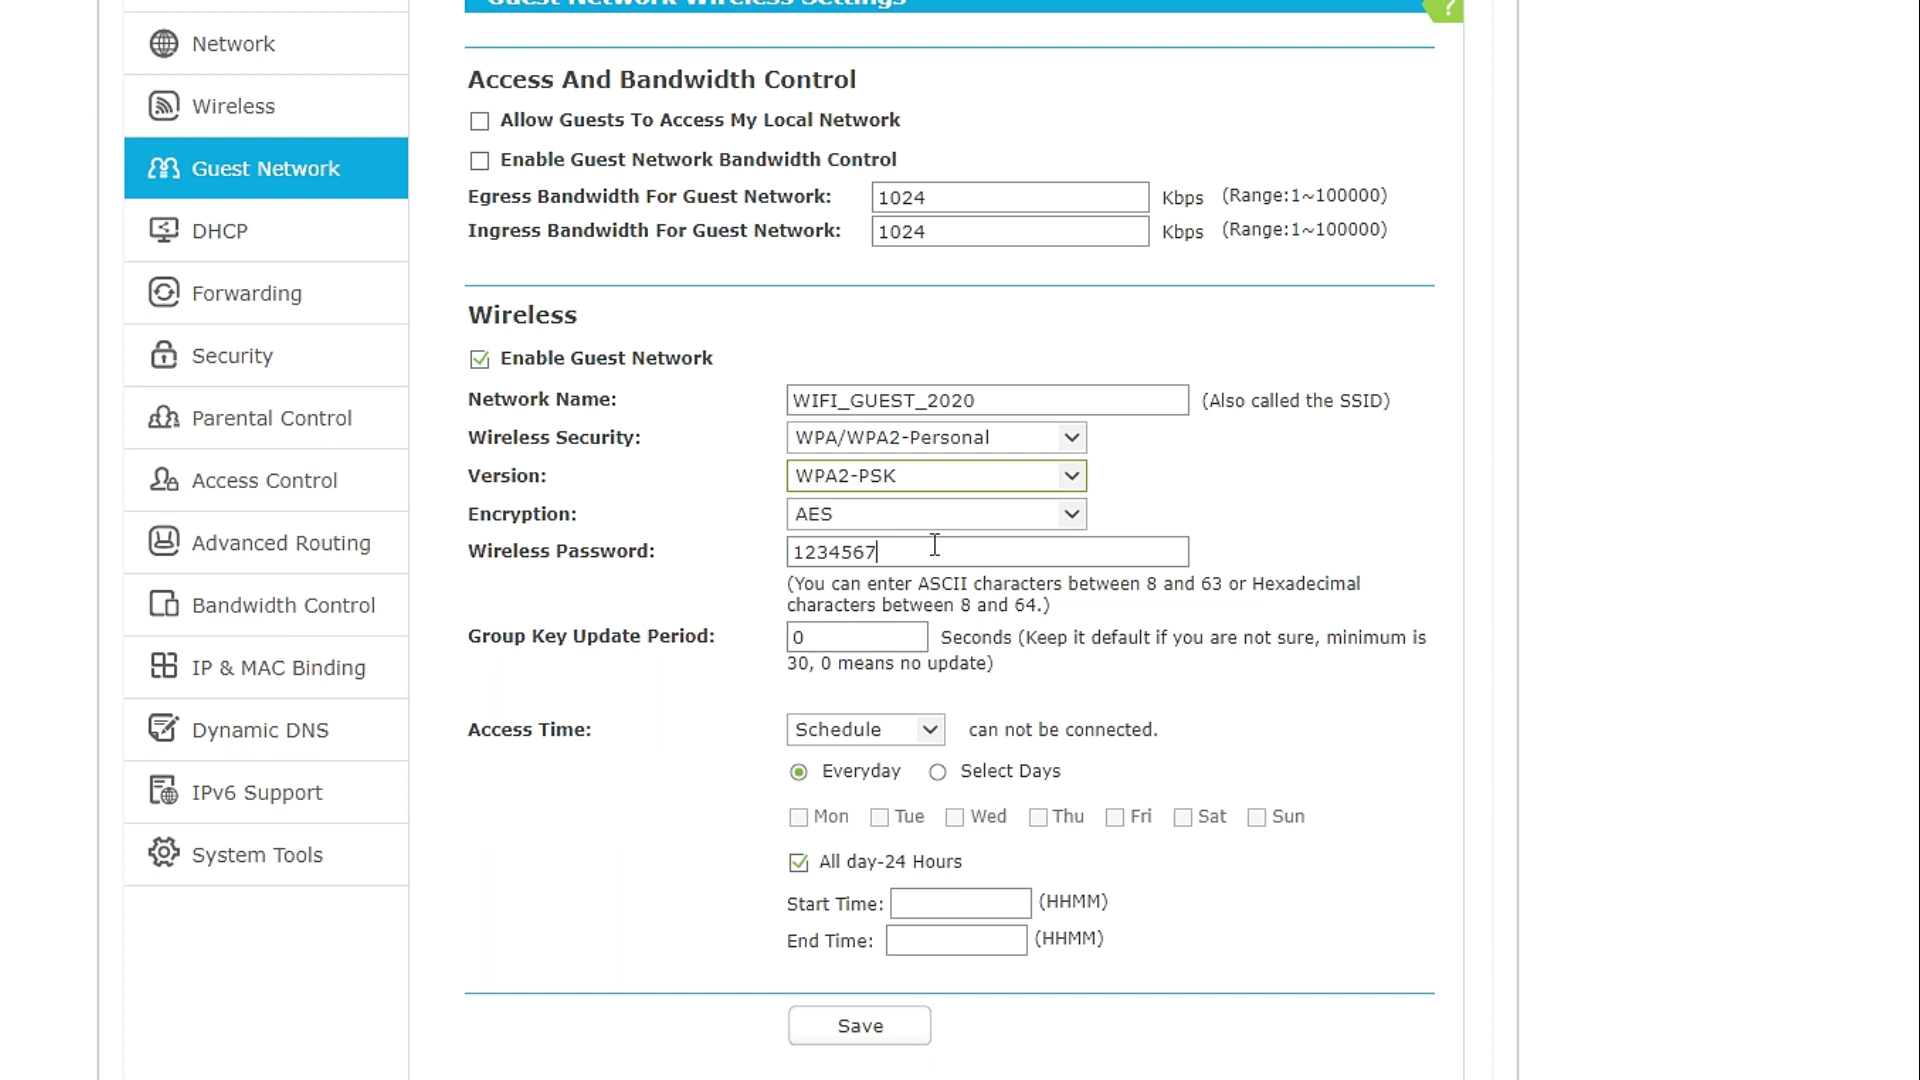 Guest Network Wireless Settings
?
Network
Wireless
Guest Network
DHCP
Forwarding
Security
Parental Control
Access Control
Advanced Routing
Bandwidth Control
IP & MAC Binding
Dynamic DNS
IPv6 Support
System Tools
Access And Bandwidth Control
Allow Guests To Access My Local Network
Enable Guest Network Bandwidth Control
Egress Bandwidth For Guest Network: 1024 Kbps (Range:1~100000)
Ingress Bandwidth For Guest Network: 1024 Kbps (Range:1~100000)
Wireless
Enable Guest Network
Network Name: WIFI_GUEST_2020 (Also called the SSID)
Wireless Security: WPA/WPA2-Personal
Version: WPA2-PSK
Encryption: AES
Wireless Password: 1234567
(You can enter ASCII characters between 8 and 63 or Hexadecimal
characters between 8 and 64.)
Group Key Update Period: 0 Seconds (Keep it default if you are not sure, minimum is
30, 0 means no update)
Access Time: Schedule can not be connected.
Everyday Select Days
Mon Tue Wed Thu Fri Sat Sun
All day-24 Hours
Start Time: (HHMM)
End Time: (HHMM)
Save